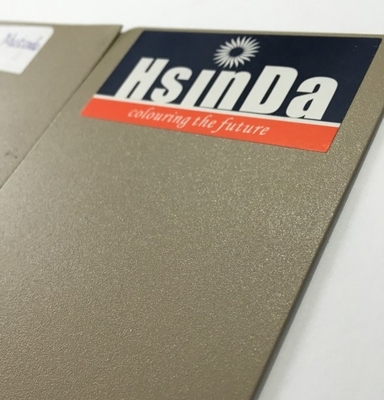 HsinDa
colouring the future